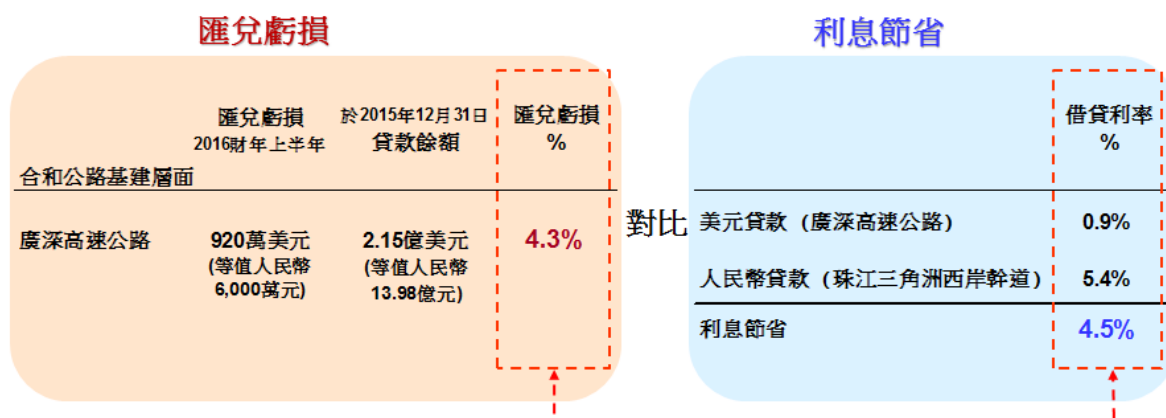 匯兌虧損
匯兌虧損
2016財年上半年
於2015年12月31日
貸款餘額
匯兌虧損
%
合和公路基建層面
廣深高速公路
920萬美元
(等值人民幣
6,000萬元)
2.15億美元
(等值人民幣
13.98億元)
4.3%
對比
利息節省
借貸利率
%
美元貸款 (廣深高速公路) 0.9%
人民幣貸款 (珠江三角洲西岸幹道) 5.4%
利息節省 4.5%